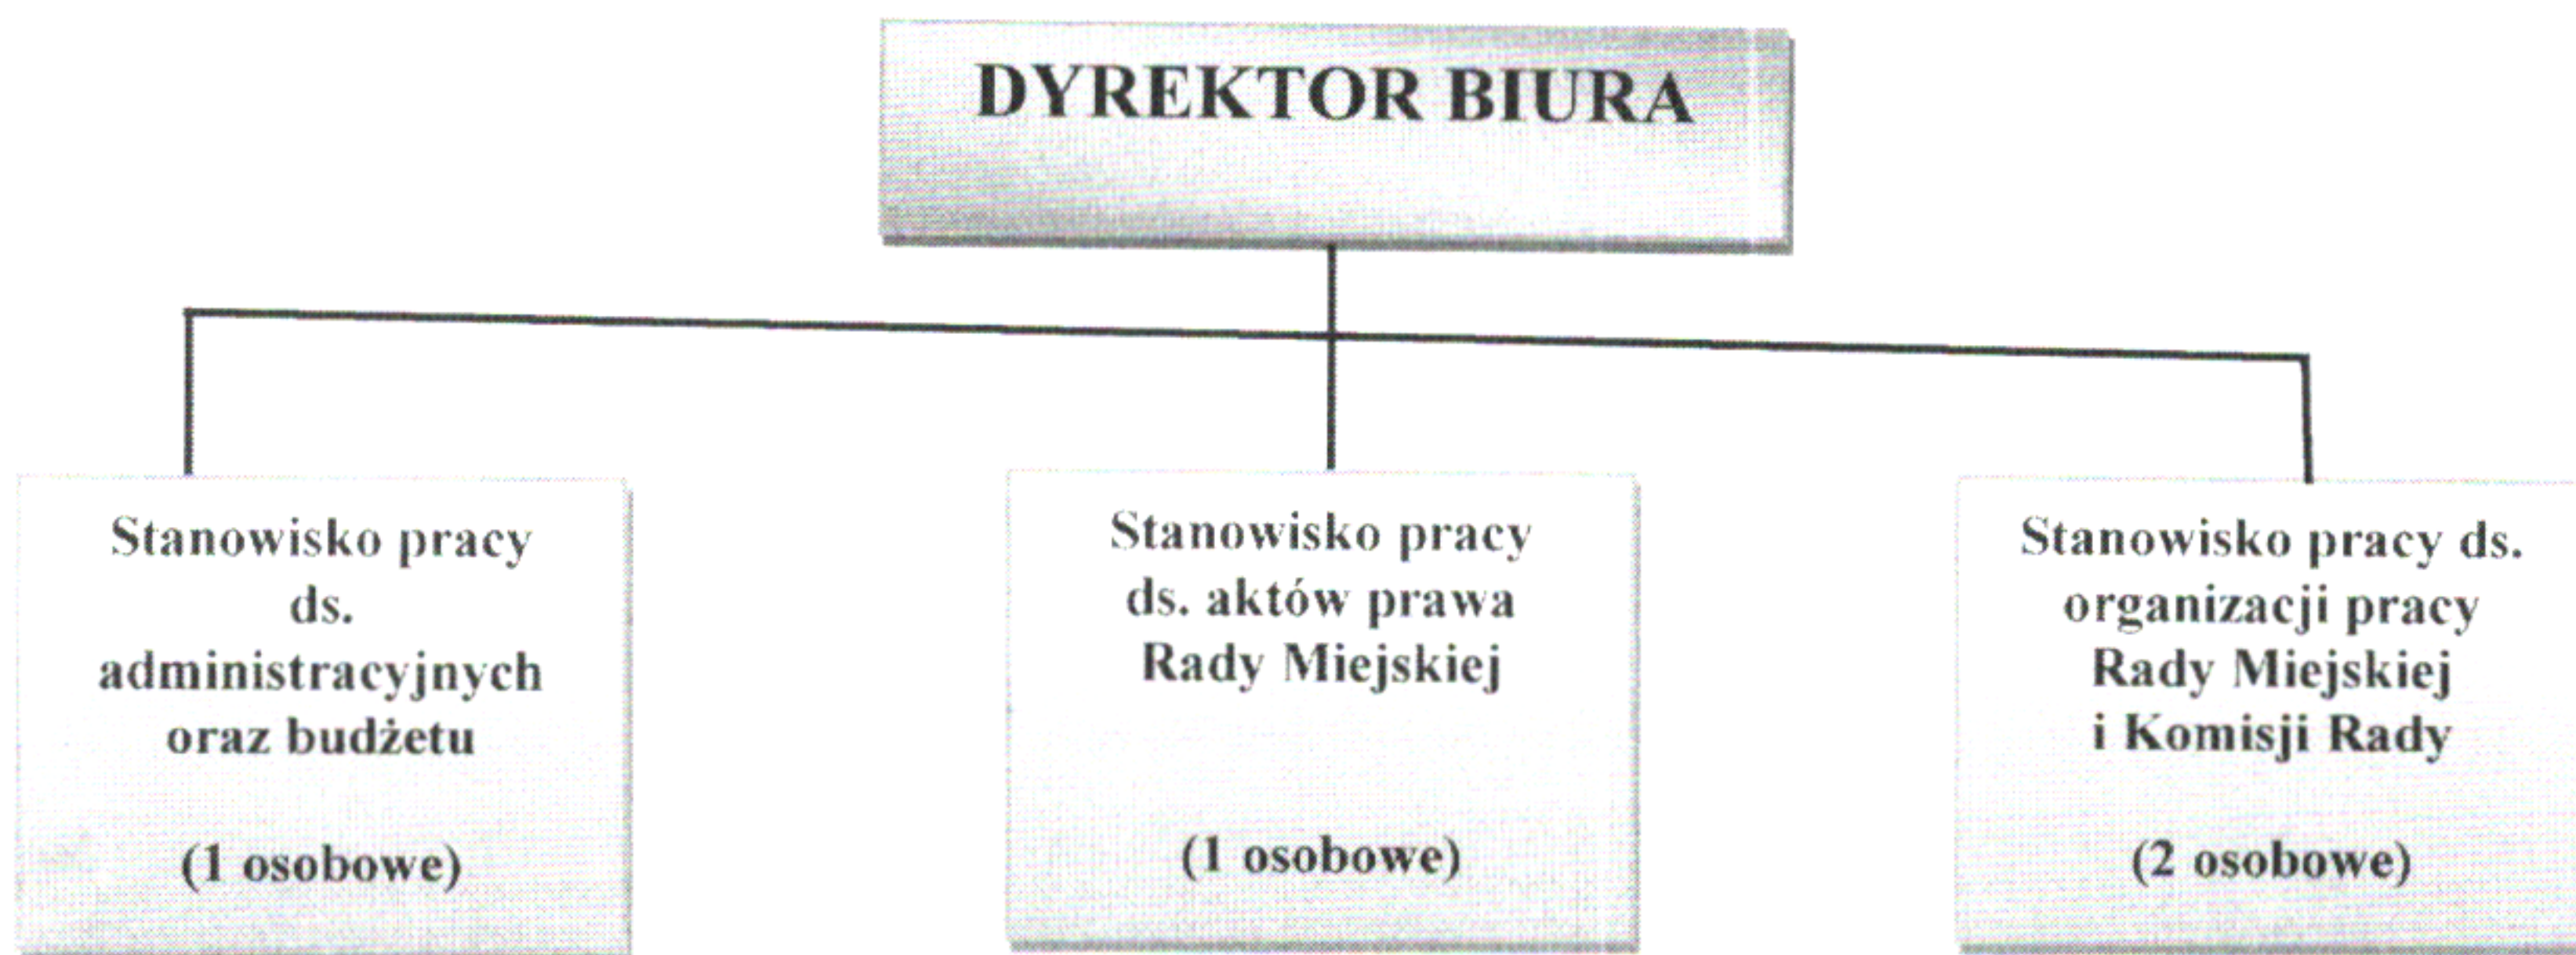 DYREKTOR BIURA
Stanowisko pracy
ds.
administracyjnych
oraz budżetu
(1 osobowe)
Stanowisko pracy
ds. aktów prawa
Rady Miejskiej
(1 osobowe)
Stanowisko pracy ds.
organizacji pracy
Rady Miejskiej
i Komisji Rady
(2 osobowe)